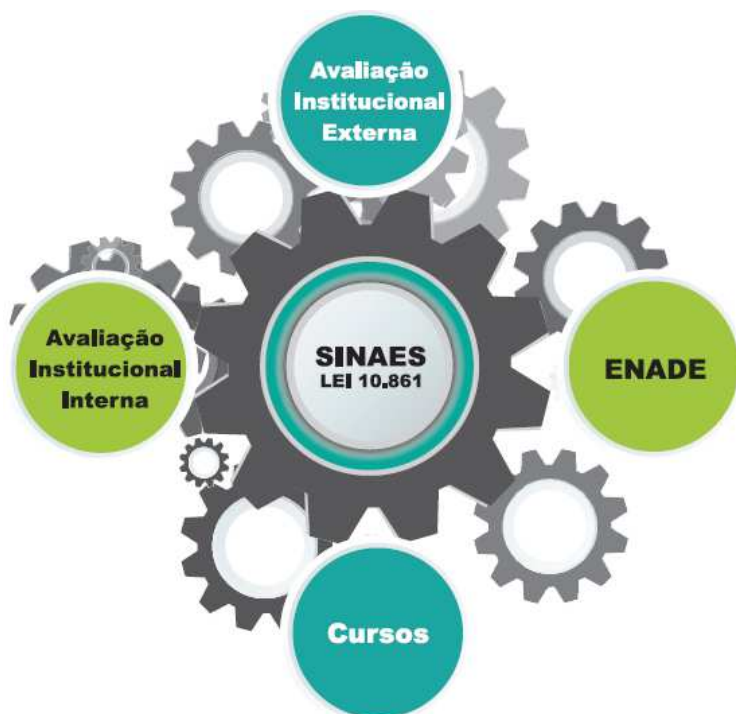 Avaliação
Institucional
Externa
Avaliação
Institucional
Interna
SINAES
LEI 10.861
ENADE
Cursos